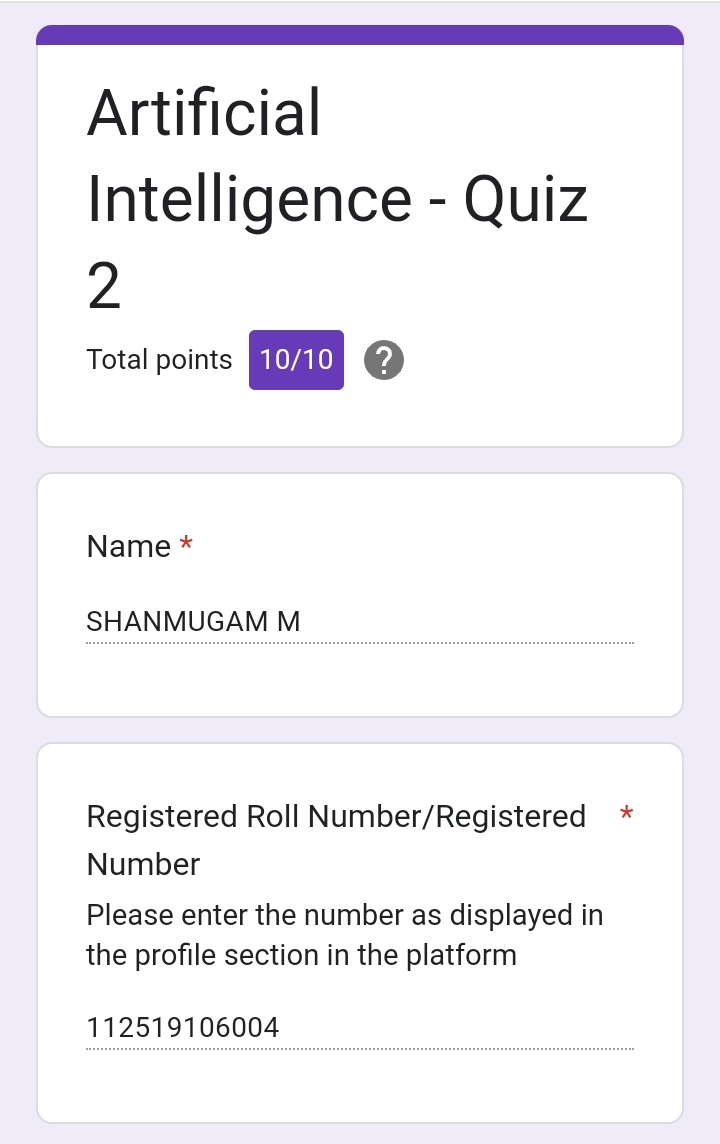 Artificial
Intelligence - Quiz
2
Total points 10/10 ?
Name *
SHANMUGAM M
Registered Roll Number/Registered *
Number
Please enter the number as displayed in
the profile section in the platform
112519106004